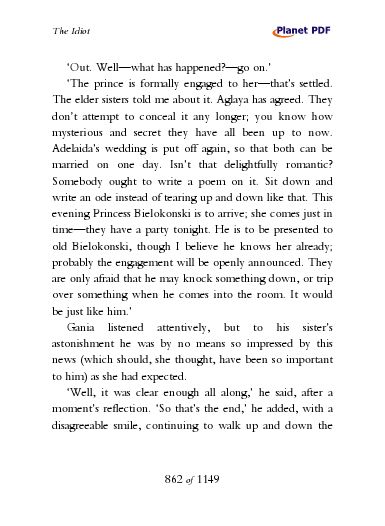 The Idiot
Planet PDF
‘Out. Well—what has happened?—go on.’
‘The prince is formally engaged to her—that’s settled.
The elder sisters told me about it. Aglaya has agreed. They
don’t attempt to conceal it any longer; you know how
mysterious and secret they have all been up to now.
Adelaida’s wedding is put off again, so that both can be
married on one day. Isn’t that delightfully romantic?
Somebody ought to write a poem on it. Sit down and
write an ode instead of tearing up and down like that. This
evening Princess Bielokonski is to arrive; she comes just in
time—they have a party tonight. He is to be presented to
old Bielokonski, though I believe he knows her already;
probably the engagement will be openly announced. They
are only afraid that he may knock something down, or trip
over something when he comes into the room. It would
be just like him.’
Gania listened attentively, but to his sister’s
astonishment he was by no means so impressed by this
news (which should, she thought, have been so important
to him) as she had expected.
‘Well, it was clear enough all along,’ he said, after a
moment’s reflection. ‘So that’s the end,’ he added, with a
disagreeable smile, continuing to walk up and down the
862 of 1149